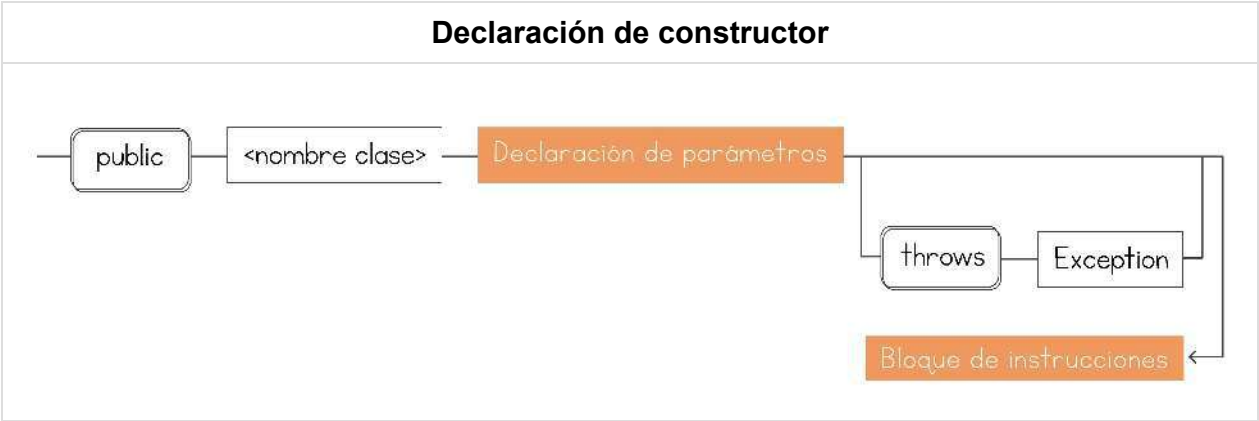 Declaración de constructor
public <nombre clase> Declaración de parámetros
throws Exception
Bloque de instrucciones